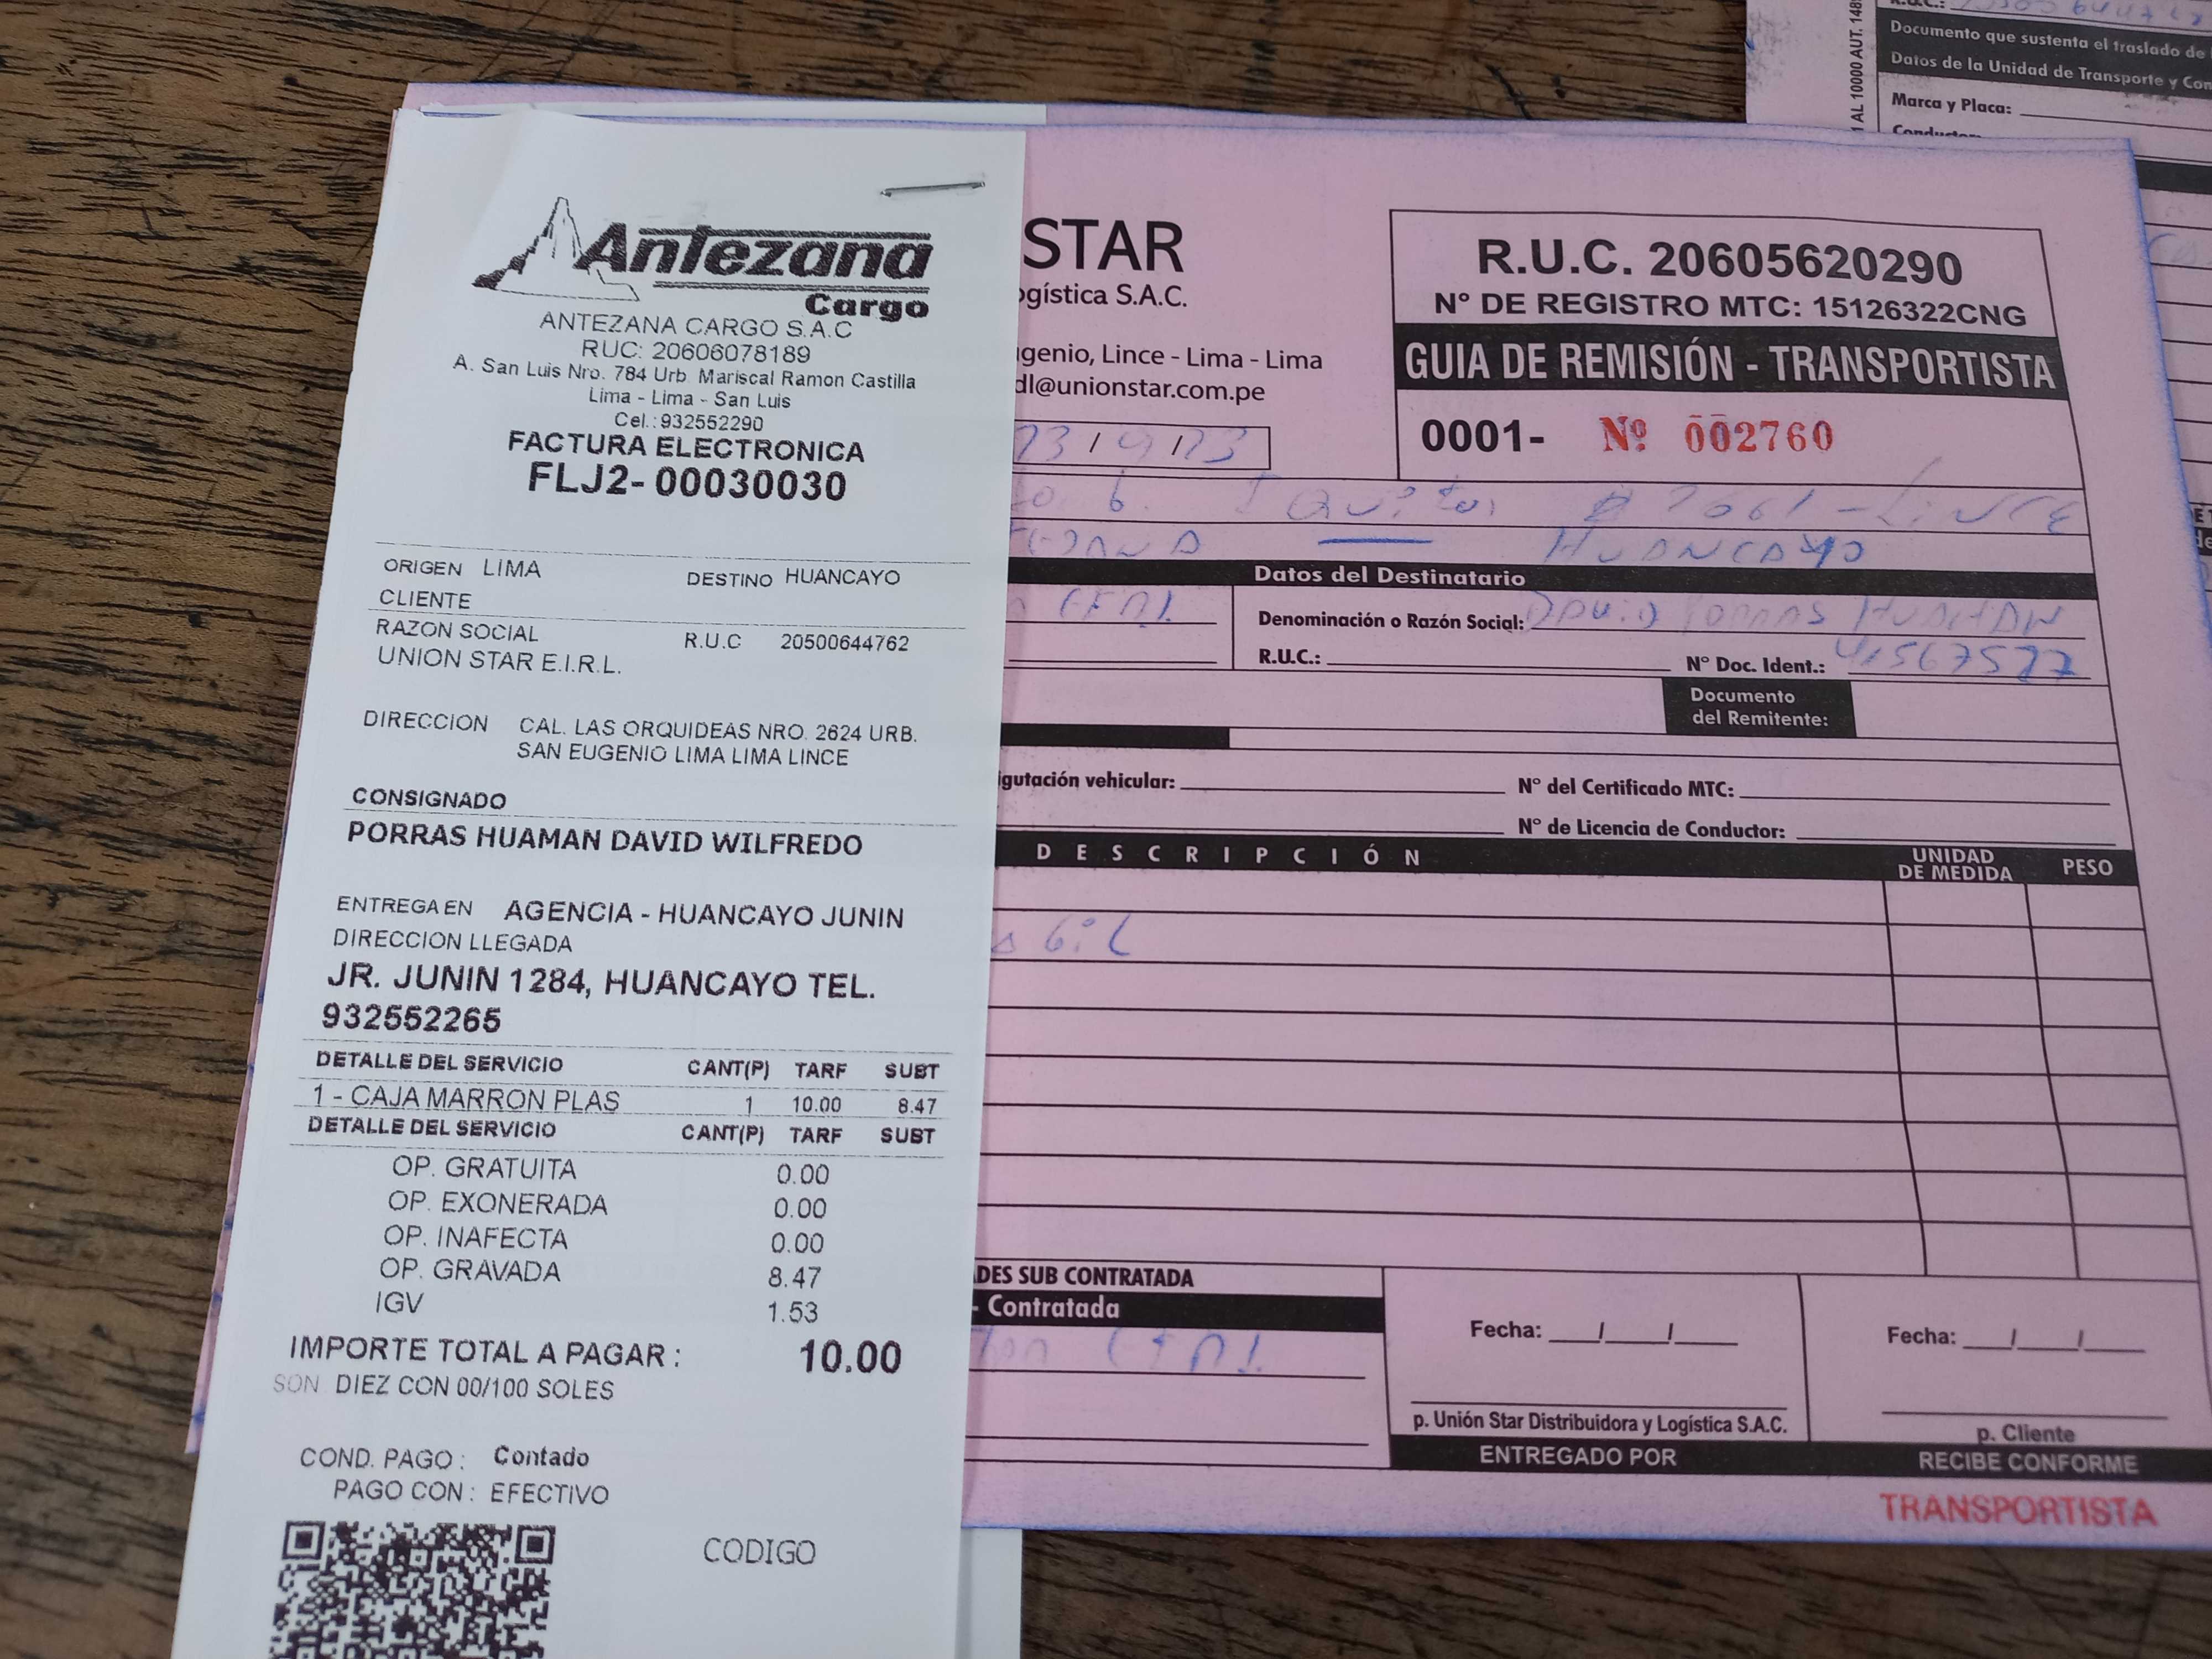 Antezana
Cargo
ANTEZANA CARGO S.A.C
RUC: 20606078189
A. San Luis Nro. 784 Urb. Mariscal Ramon Castilla
Lima - Lima - San Luis
Cel.:932552290
FACTURA ELECTRONICA
FLJ2- 00030030
ORIGEN LIMA DESTINO HUANCAYO
CLIENTE
RAZON SOCIAL R.U.C 20500644762
UNION STAR E.I.R.L.
DIRECCION CAL. LAS ORQUIDEAS NRO. 2624 URB.
SAN EUGENIO LIMA LIMA LINCE
CONSIGNADO
PORRAS HUAMAN DAVID WILFREDO
ENTREGA EN AGENCIA - HUANCAYO JUNIN
DIRECCION LLEGADA
JR. JUNIN 1284, HUANCAYO TEL.
932552265
DETALLE DEL SERVICIO CANT(P) TARF SUBT
1 - CAJA MARRON PLAS 1 10.00 8.47
DETALLE DEL SERVICIO CANT(P) TARF SUBT
OP. GRATUITA 0.00
OP. EXONERADA 0.00
OP. INAFECTA 0.00
OP. GRAVADA 8.47
IGV 1.53
IMPORTE TOTAL A PAGAR : 10.00
SON DIEZ CON 00/100 SOLES
COND. PAGO : Contado
PAGO CON : EFECTIVO
CODIGO
STAR
ogística S.A.C.
genio, Lince - Lima - Lima
dl@unionstar.com.pe
R.U.C. 20605620290
N° DE REGISTRO MTC: 15126322CNG
GUIA DE REMISIÓN - TRANSPORTISTA
0001- Nº 002760
HUANCAYO
Datos del Destinatario
Denominación o Razón Social: DAVID PORRAS HUAMAN
R.U.C.: N° Doc. Ident.: 41567527
Documento
del Remitente:
vehicular: N° del Certificado MTC:
N° de Licencia de Conductor:
DESCRIPCIÓN UNIDAD DE MEDIDA PESO
DES SUB CONTRATADA
- Contratada
Fecha: / / Fecha: / /
p. Unión Star Distribuidora y Logística S.A.C. p. Cliente
ENTREGADO POR RECIBE CONFORME
TRANSPORTISTA
1 AL 10000 AUT.
R.U.C.:
Documento que sustenta el traslado de
Datos de la Unidad de Transporte y Con
Marca y Placa: